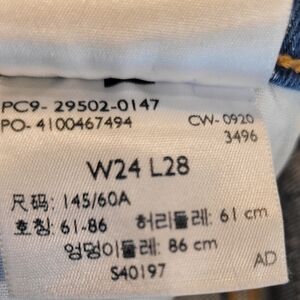 PC9- 29502-0147
PO- 4100467494 CW- 0920
3496
W24 L28
尺码: 145/60A
호칭: 61-86 허리둘레: 61 cm
엉덩이둘레: 86 cm
S40197 AD